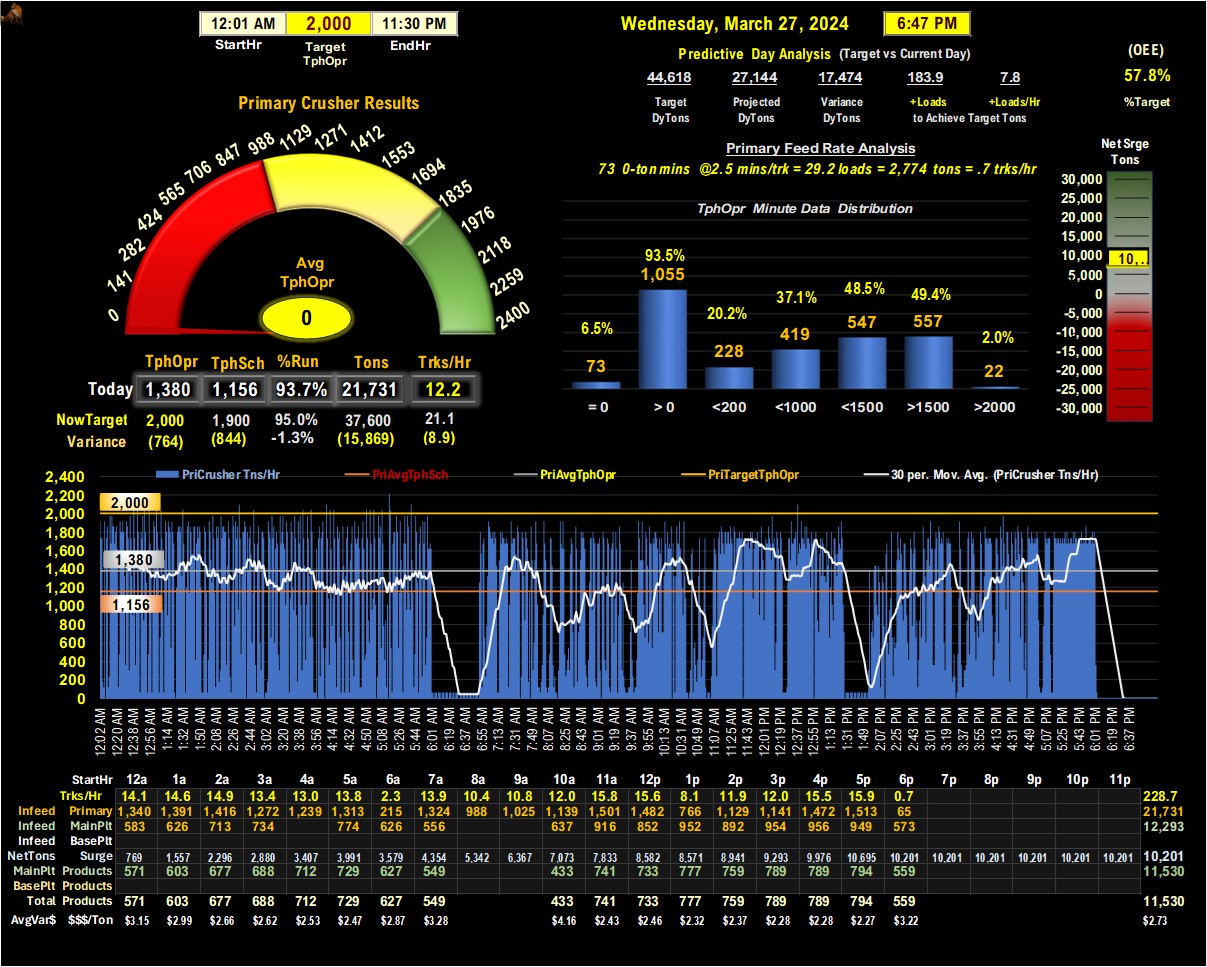 12:01 AM 2,000 11:30 PM
StartHr Target TphOpr EndHr
Wednesday, March 27, 2024 6:47 PM
Predictive Day Analysis (Target vs Current Day)
44,618 27,144 17,474 183.9 7.8
Target DyTons Projected DyTons Variance DyTons +Loads +Loads/Hr
to Achieve Target Tons
(OEE)
57.8%
%Target
Primary Crusher Results
0 141 282 424 565 706 847 988 1129 1271 1412 1553 1694 1835 1976 2118 2259 2400
Avg
TphOpr
0
TphOpr TphSch %Run Tons Trks/Hr
Today 1,380 1,156 93.7% 21,731 12.2
NowTarget 2,000 1,900 95.0% 37,600 21.1
Variance (764) (844) -1.3% (15,869) (8.9)
Primary Feed Rate Analysis
73 0-ton mins @2.5 mins/trk = 29.2 loads = 2,774 tons = .7 trks/hr
TphOpr Minute Data Distribution
6.5% 93.5% 20.2% 37.1% 48.5% 49.4% 2.0%
73 1,055 228 419 547 557 22
= 0 > 0 <200 <1000 <1500 >1500 >2000
Net Srge
Tons
30,000
25,000
20,000
15,000
10,000
10,..
5,000
0
-5,000
-10,000
-15,000
-20,000
-25,000
-30,000
PriCrusher Tns/Hr PriAvgTphSch PriAvgTphOpr PriTargetTphOpr 30 per. Mov. Avg. (PriCrusher Tns/Hr)
2,400
2,200
2,000
1,800
1,600
1,400
1,200
1,000
800
600
400
200
0
2,000
1,380
1,156
12:02 AM 12:20 AM 12:38 AM 12:56 AM 1:14 AM 1:32 AM 1:50 AM 2:08 AM 2:26 AM 2:44 AM 3:02 AM 3:20 AM 3:38 AM 3:56 AM 4:14 AM 4:32 AM 4:50 AM 5:08 AM 5:26 AM 5:44 AM 6:01 AM 6:19 AM 6:37 AM 6:55 AM 7:13 AM 7:31 AM 7:49 AM 8:07 AM 8:25 AM 8:43 AM 9:01 AM 9:19 AM 9:37 AM 9:55 AM 10:13 AM 10:31 AM 10:49 AM 11:07 AM 11:25 AM 11:43 AM 12:01 PM 12:19 PM 12:37 PM 12:55 PM 1:13 PM 1:31 PM 1:49 PM 2:07 PM 2:25 PM 2:43 PM 3:01 PM 3:19 PM 3:37 PM 3:55 PM 4:13 PM 4:31 PM 4:49 PM 5:07 PM 5:25 PM 5:43 PM 6:01 PM 6:19 PM 6:37 PM
StartHr 12a 1a 2a 3a 4a 5a 6a 7a 8a 9a 10a 11a 12p 1p 2p 3p 4p 5p 6p 7p 8p 9p 10p 11p
Trks/Hr 14.1 14.6 14.9 13.4 13.0 13.8 2.3 13.9 10.4 10.8 12.0 15.8 15.6 8.1 11.9 12.0 15.5 15.9 0.7 228.7
Infeed Primary 1,340 1,391 1,416 1,272 1,239 1,313 215 1,324 988 1,025 1,139 1,501 1,482 766 1,129 1,141 1,472 1,513 65 21,731
Infeed MainPlt 583 626 713 734 774 626 556 637 916 852 952 892 954 956 949 573 12,293
Infeed BasePlt
NetTons Surge 769 1,557 2,296 2,880 3,407 3,991 3,579 4,354 5,342 6,367 7,073 7,833 8,582 8,571 8,941 9,293 9,976 10,695 10,201 10,201 10,201 10,201 10,201 10,201 10,201
MainPlt Products 571 603 677 688 712 729 627 549 433 741 733 777 759 789 789 794 559 11,530
BasePlt Products
Total Products 571 603 677 688 712 729 627 549 433 741 733 777 759 789 789 794 559 11,530
AvgVar$ $$$/Ton $3.15 $2.99 $2.66 $2.62 $2.53 $2.47 $2.87 $3.28 $4.16 $2.43 $2.46 $2.32 $2.37 $2.28 $2.28 $2.27 $3.22 $2.73